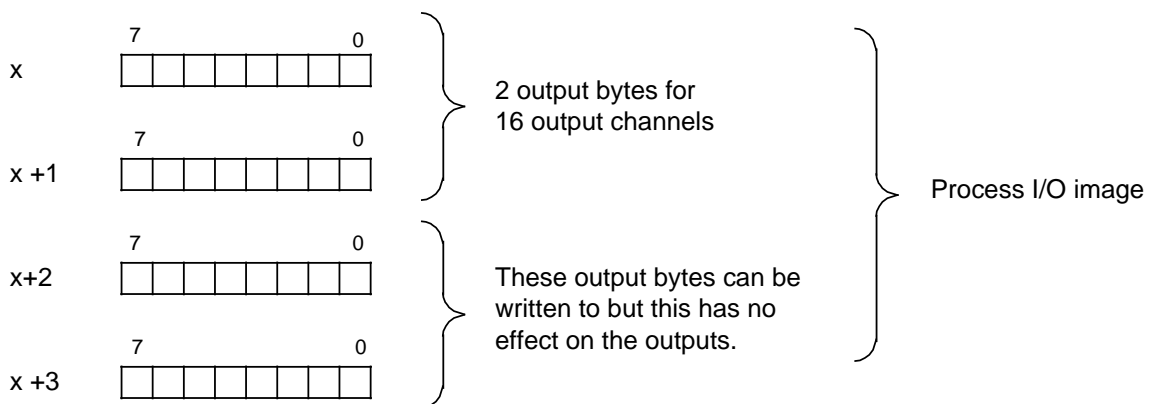 7 0
x
2 output bytes for
16 output channels
7 0
x +1
Process I/O image
7 0
x+2
These output bytes can be
written to but this has no
effect on the outputs.
7 0
x +3